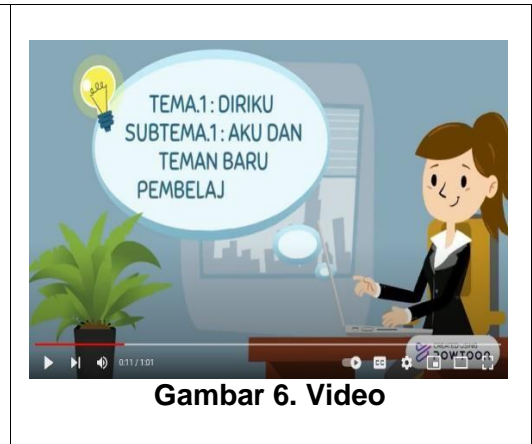 TEMA.1 : DIRIKU
SUBTEMA.1 : AKU DAN
TEMAN BARU
PEMBELAJ
0:11 / 1:01
CC
CREATED USING
POWTOON
Gambar 6. Video